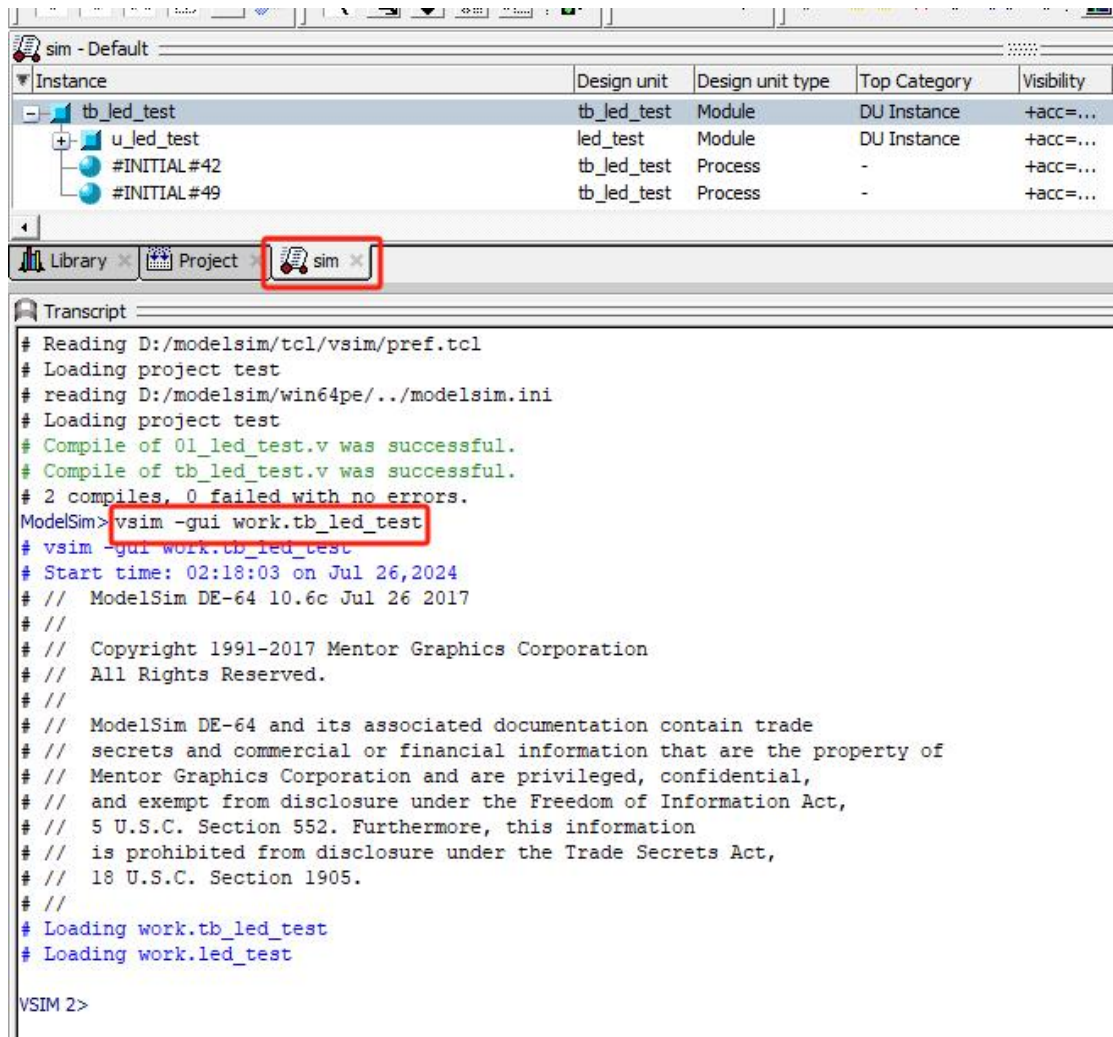 sim - Default
Instance Design unit Design unit type Top Category Visibility
tb_led_test tb_led_test Module DU Instance +acc=...
u_led_test led_test Module DU Instance +acc=...
#INITIAL#42 tb_led_test Process - +acc=...
#INITIAL#49 tb_led_test Process - +acc=...
Library Project sim
Transcript
# Reading D:/modelsim/tcl/vsim/pref.tcl
# Loading project test
# reading D:/modelsim/win64pe/../modelsim.ini
# Loading project test
# Compile of 01_led_test.v was successful.
# Compile of tb_led_test.v was successful.
# 2 compiles, 0 failed with no errors.
ModelSim> vsim -gui work.tb_led_test
# vsim -gui work.tb_led_test
# Start time: 02:18:03 on Jul 26,2024
# // ModelSim DE-64 10.6c Jul 26 2017
# //
# // Copyright 1991-2017 Mentor Graphics Corporation
# // All Rights Reserved.
# //
# // ModelSim DE-64 and its associated documentation contain trade
# // secrets and commercial or financial information that are the property of
# // Mentor Graphics Corporation and are privileged, confidential,
# // and exempt from disclosure under the Freedom of Information Act,
# // 5 U.S.C. Section 552. Furthermore, this information
# // is prohibited from disclosure under the Trade Secrets Act,
# // 18 U.S.C. Section 1905.
# //
# Loading work.tb_led_test
# Loading work.led_test
VSIM 2>